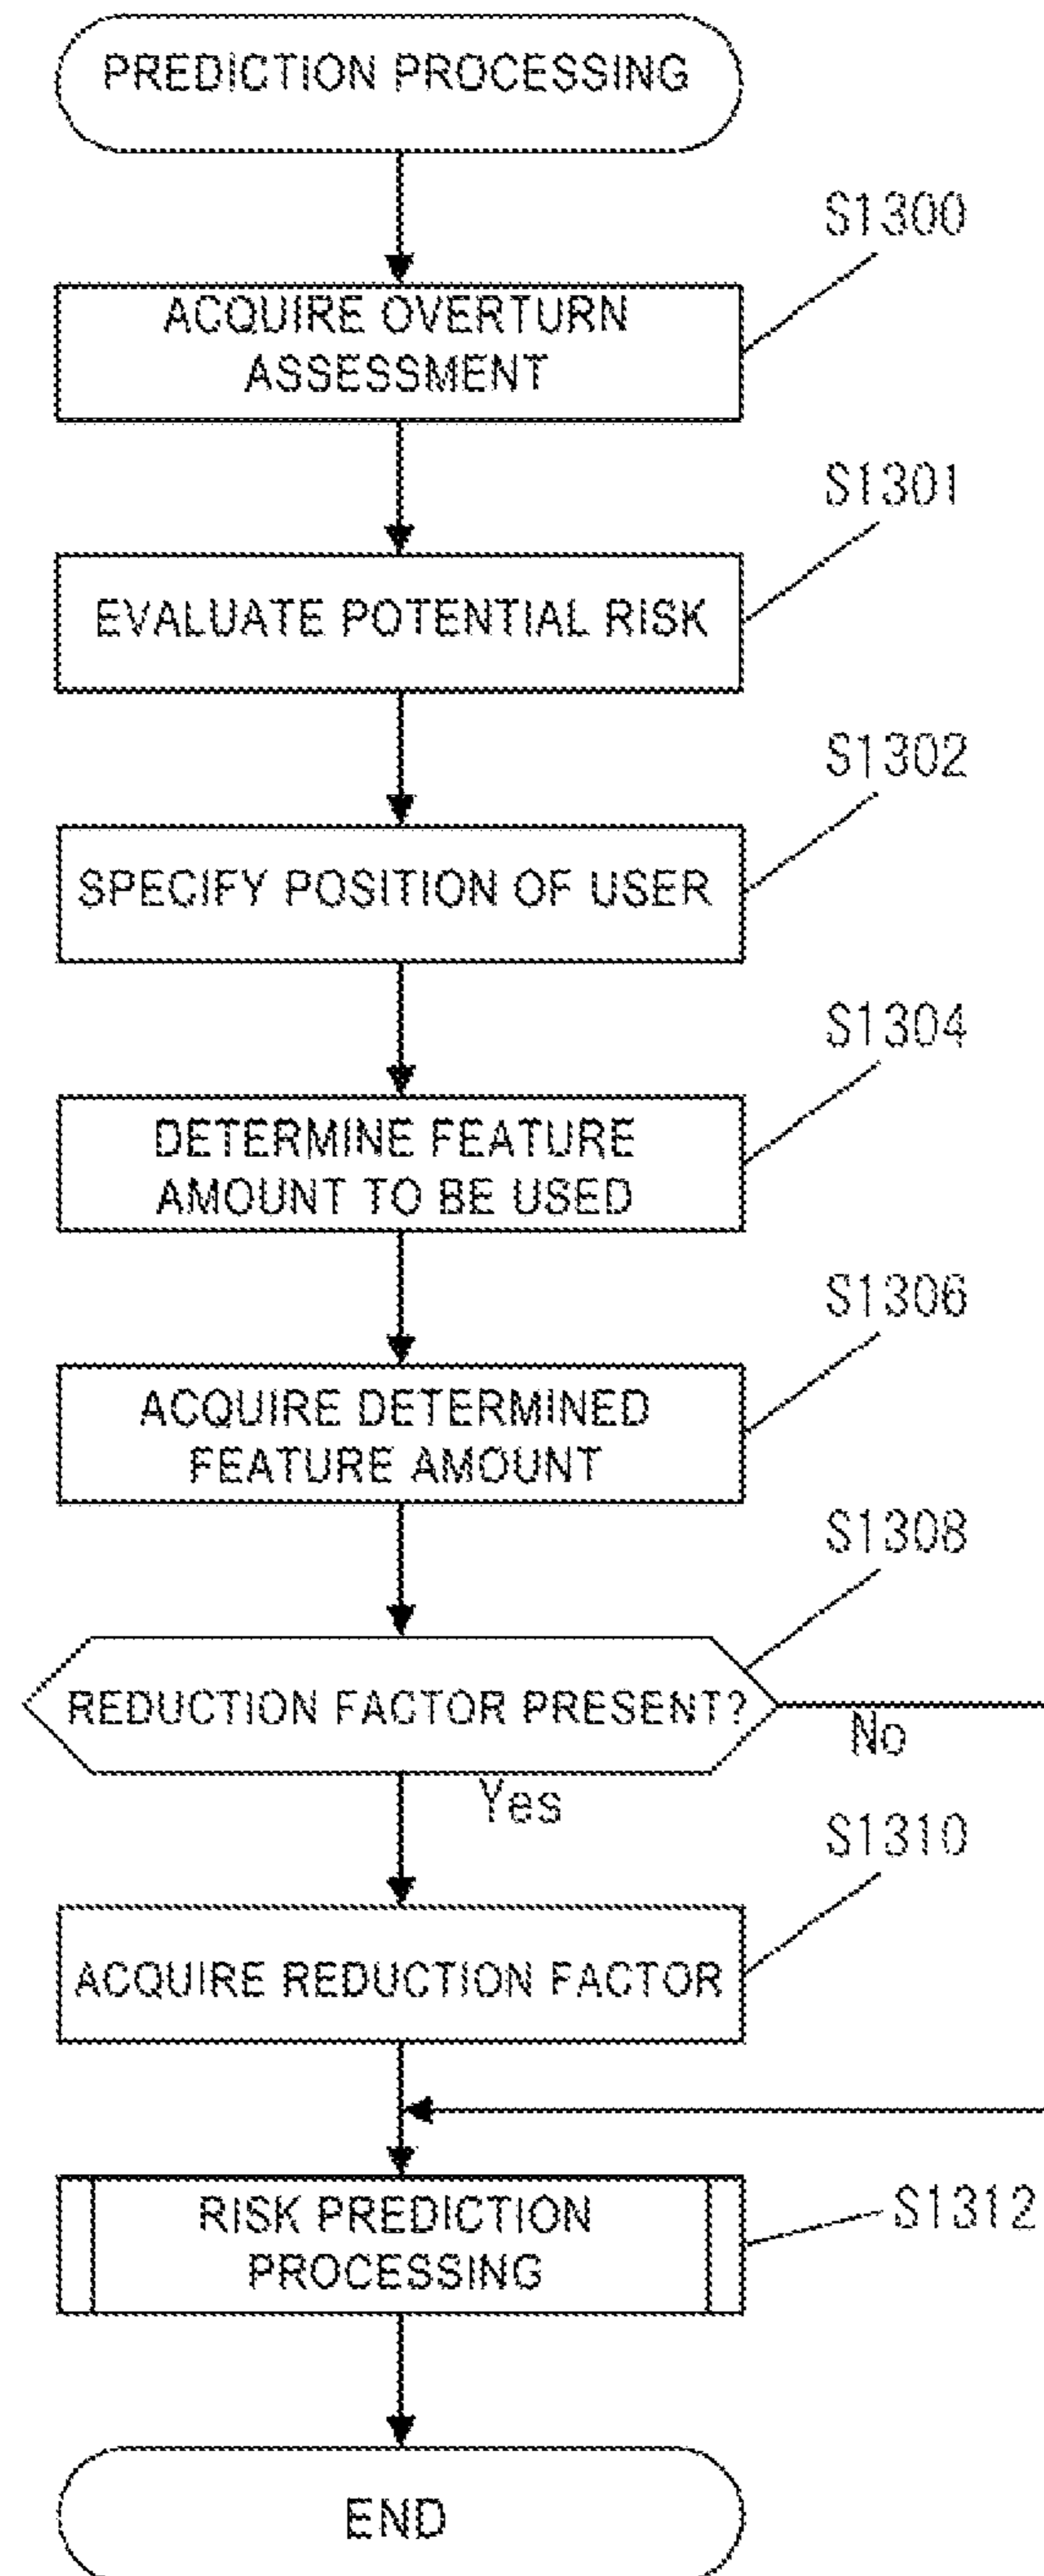 PREDICTION PROCESSING
S1300
ACQUIRE OVERTURN
ASSESSMENT
S1301
EVALUATE POTENTIAL RISK
S1302
SPECIFY POSITION OF USER
S1304
DETERMINE FEATURE
AMOUNT TO BE USED
S1306
ACQUIRE DETERMINED
FEATURE AMOUNT
S1308
REDUCTION FACTOR PRESENT?
No
Yes
S1310
ACQUIRE REDUCTION FACTOR
S1312
RISK PREDICTION
PROCESSING
END